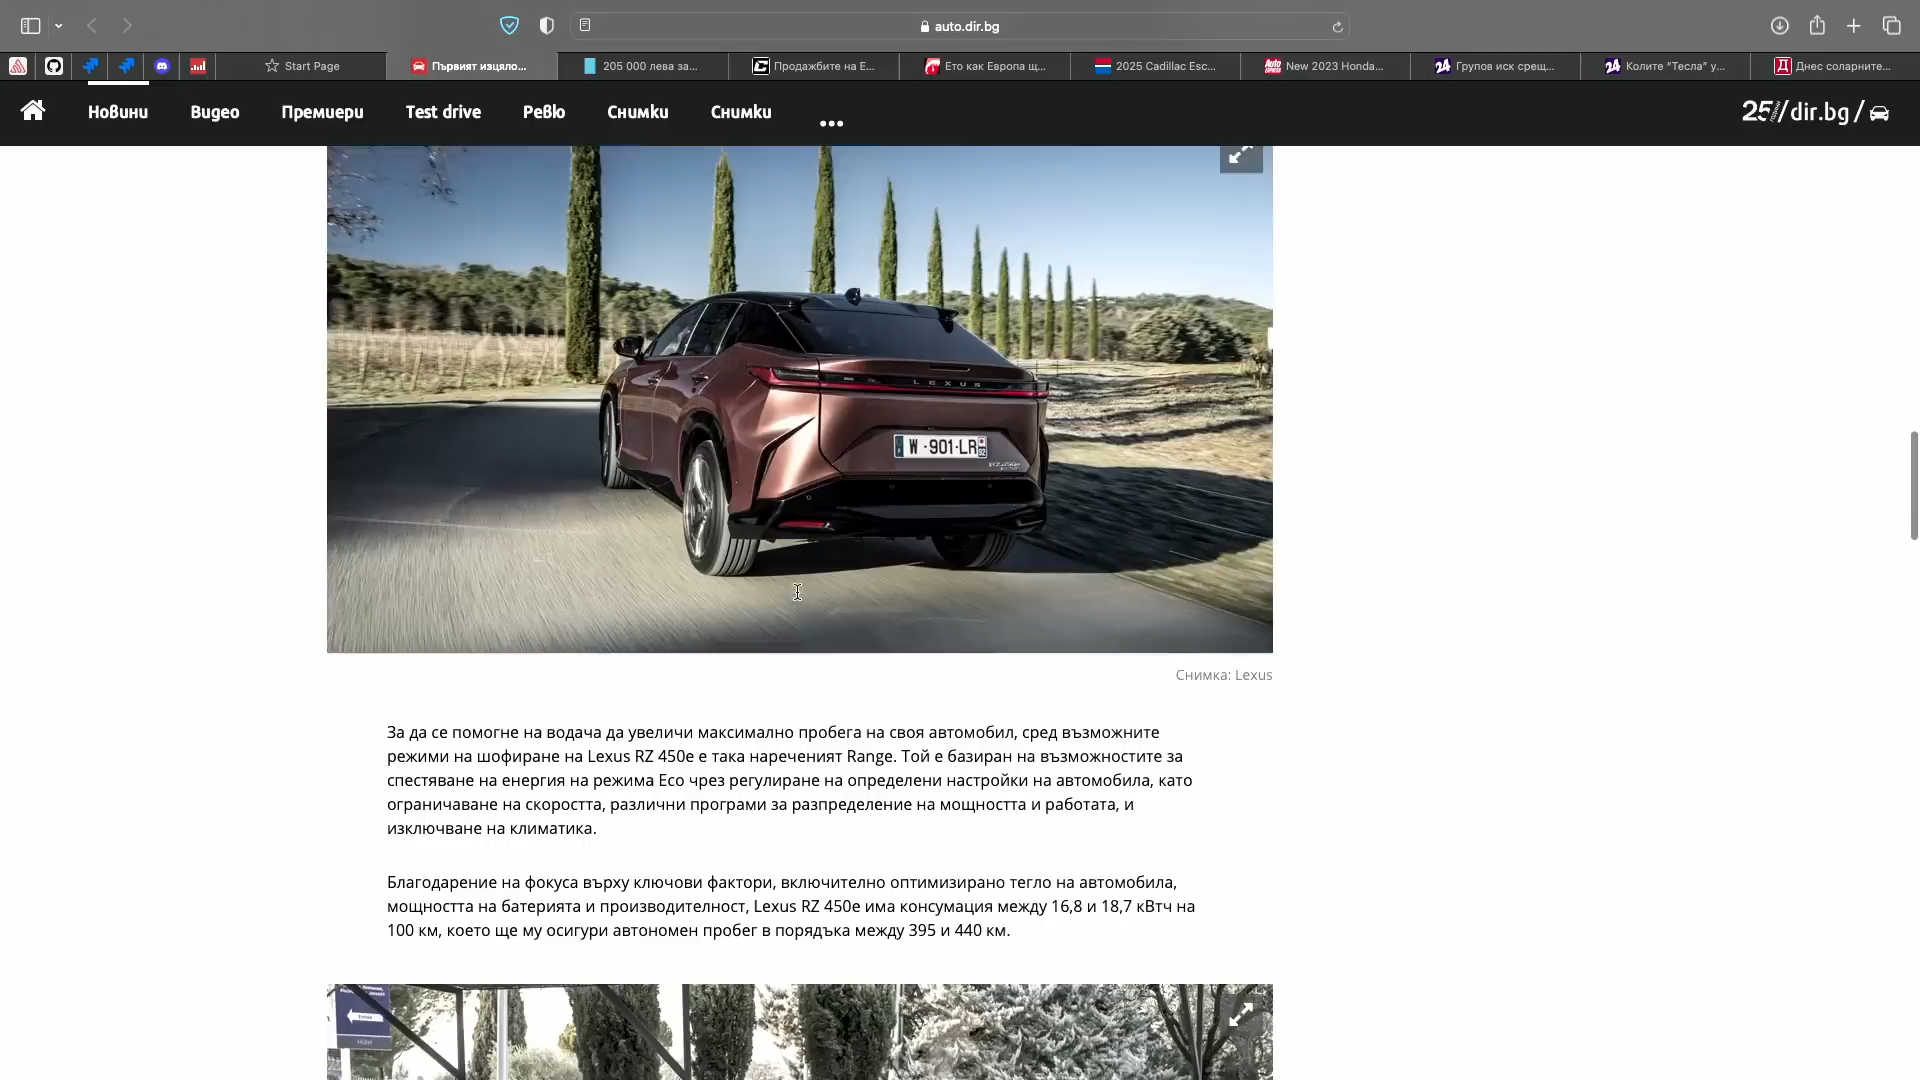 auto.dir.bg
Start Page
Първият изцяло...
205 000 лева за...
Продажбите на Е...
Ето как Европа щ...
2025 Cadillac Esc...
New 2023 Honda...
Групов иск срещ...
Колите “Тесла” у...
Днес соларните...
Новини
Видео
Премиери
Test drive
Ревю
Снимки
Снимки
25 //dir.bg/
LEXUS
W-901-LR
Снимка: Lexus
За да се помогне на водача да увеличи максимално пробега на своя автомобил, сред възможните
режими на шофиране на Lexus RZ 450e е така нареченият Range. Той е базиран на възможностите за
спестяване на енергия на режима Eco чрез регулиране на определени настройки на автомобила, като
ограничаване на скоростта, различни програми за разпределение на мощността и работата, и
изключване на климатика.
Благодарение на фокуса върху ключови фактори, включително оптимизирано тегло на автомобила,
мощността на батерията и производителност, Lexus RZ 450e има консумация между 16,8 и 18,7 кВтч на
100 км, което ще му осигури автономен пробег в порядъка между 395 и 440 км.
Hôtel